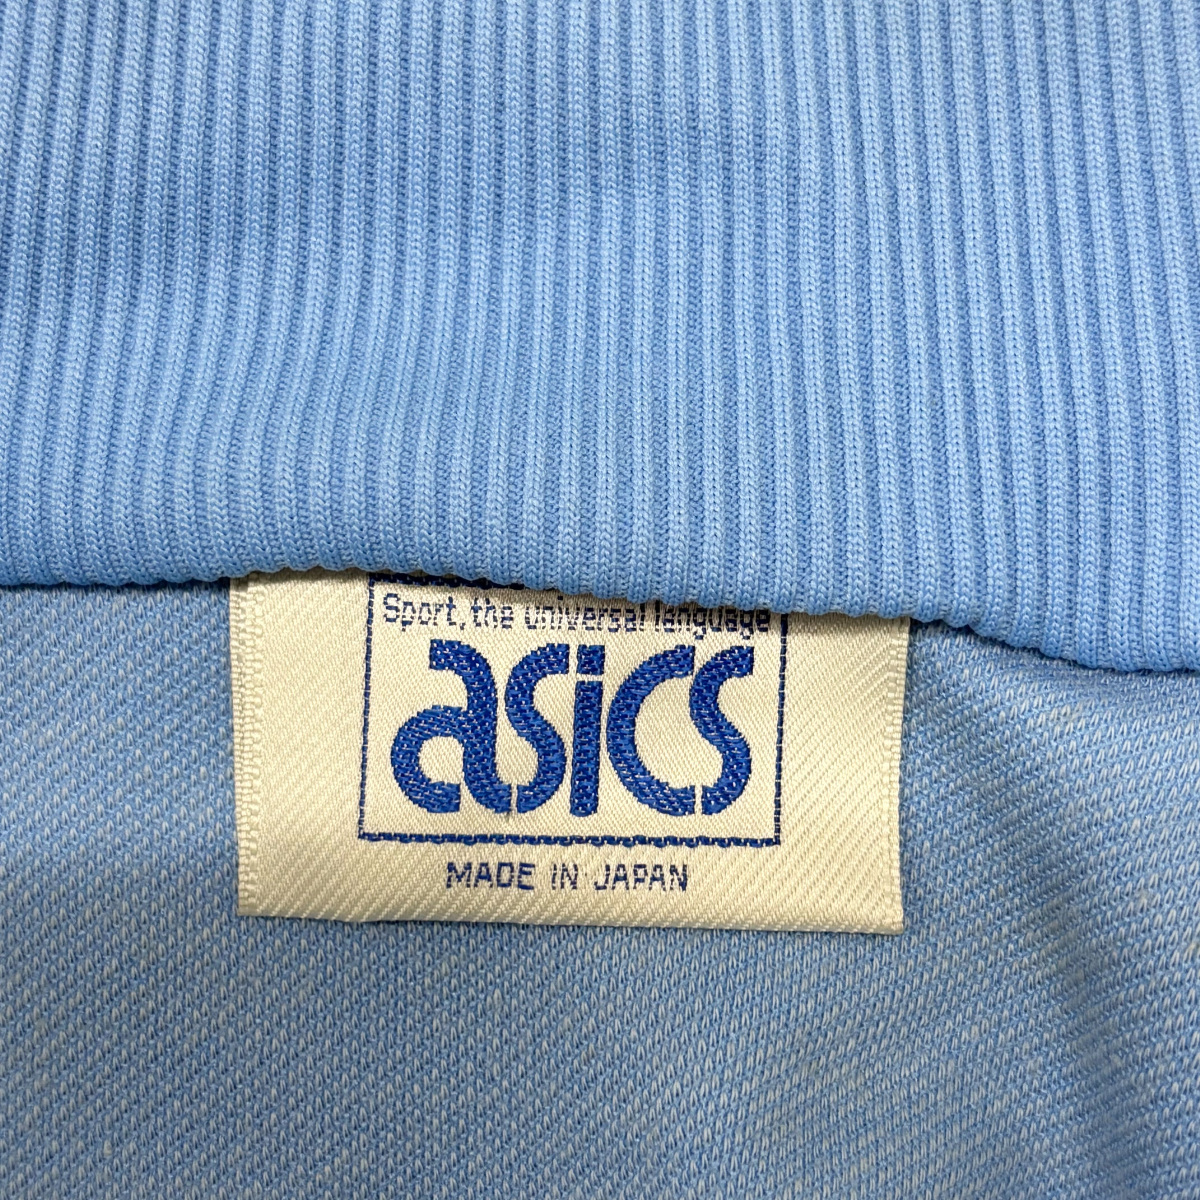 Sport, the universal language
asics
MADE IN JAPAN